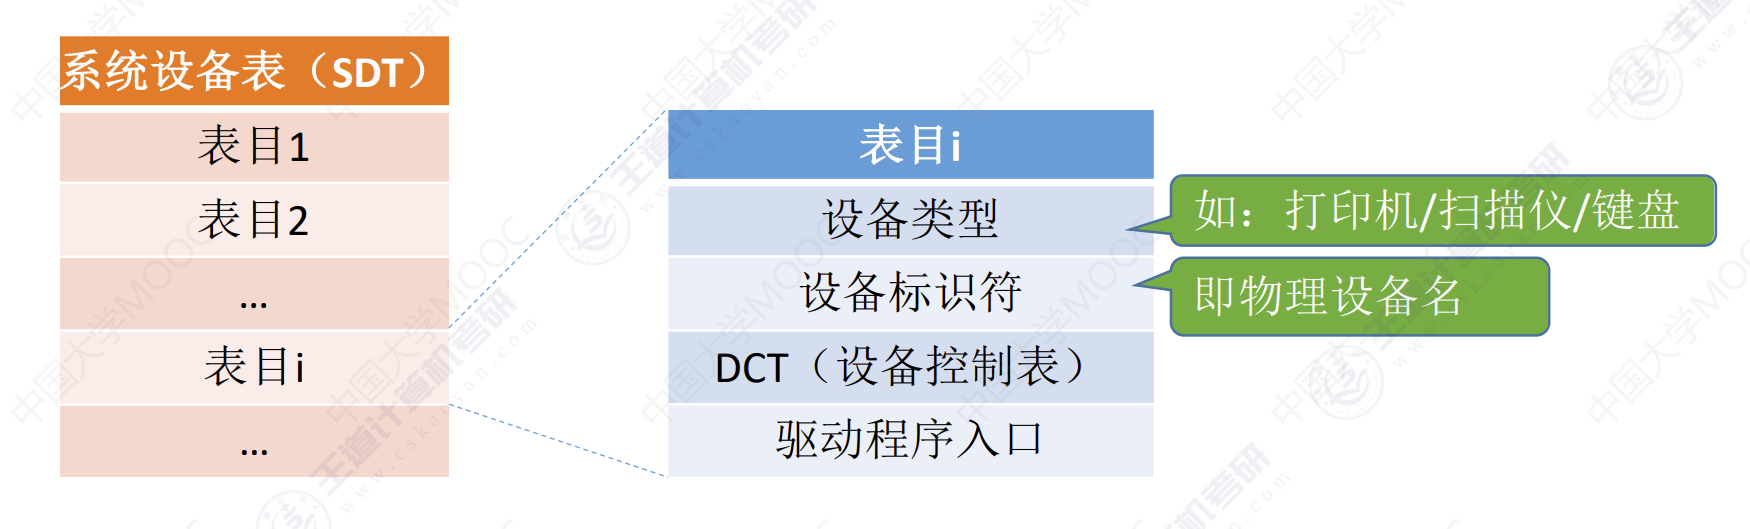 系统设备表（SDT）
表目1
表目2
...
表目i
...
表目i
设备类型
设备标识符
DCT（设备控制表）
驱动程序入口
如：打印机/扫描仪/键盘
即物理设备名
中国大学MOOC
王道计算机考研
www.cskaoyan.com